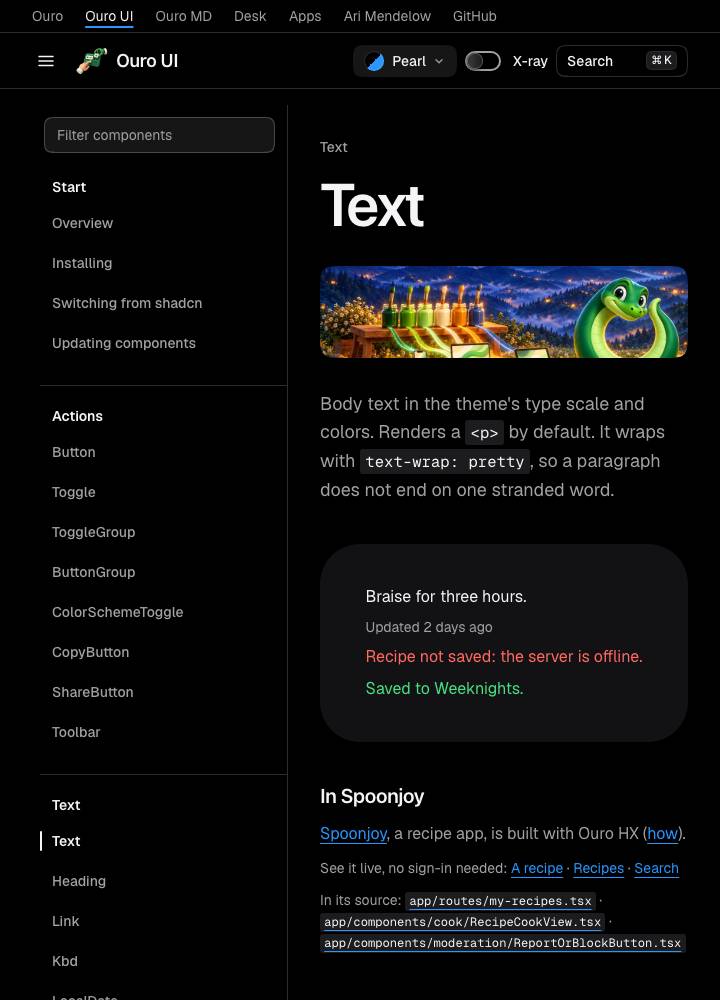 Ouro Ouro UI Ouro MD Desk Apps Ari Mendelow GitHub
Ouro UI Pearl X-ray Search ⌘ K
Filter components
Start
Overview
Installing
Switching from shadcn
Updating components
Actions
Button
Toggle
ToggleGroup
ButtonGroup
ColorSchemeToggle
CopyButton
ShareButton
Toolbar
Text
Text
Heading
Link
Kbd
LocalDate
Text
Text
Body text in the theme's type scale and
colors. Renders a <p> by default. It wraps
with text-wrap: pretty, so a paragraph
does not end on one stranded word.
Braise for three hours.
Updated 2 days ago
Recipe not saved: the server is offline.
Saved to Weeknights.
In Spoonjoy
Spoonjoy, a recipe app, is built with Ouro HX (how).
See it live, no sign-in needed: A recipe · Recipes · Search
In its source: app/routes/my-recipes.tsx ·
app/components/cook/RecipeCookView.tsx ·
app/components/moderation/ReportOrBlockButton.tsx